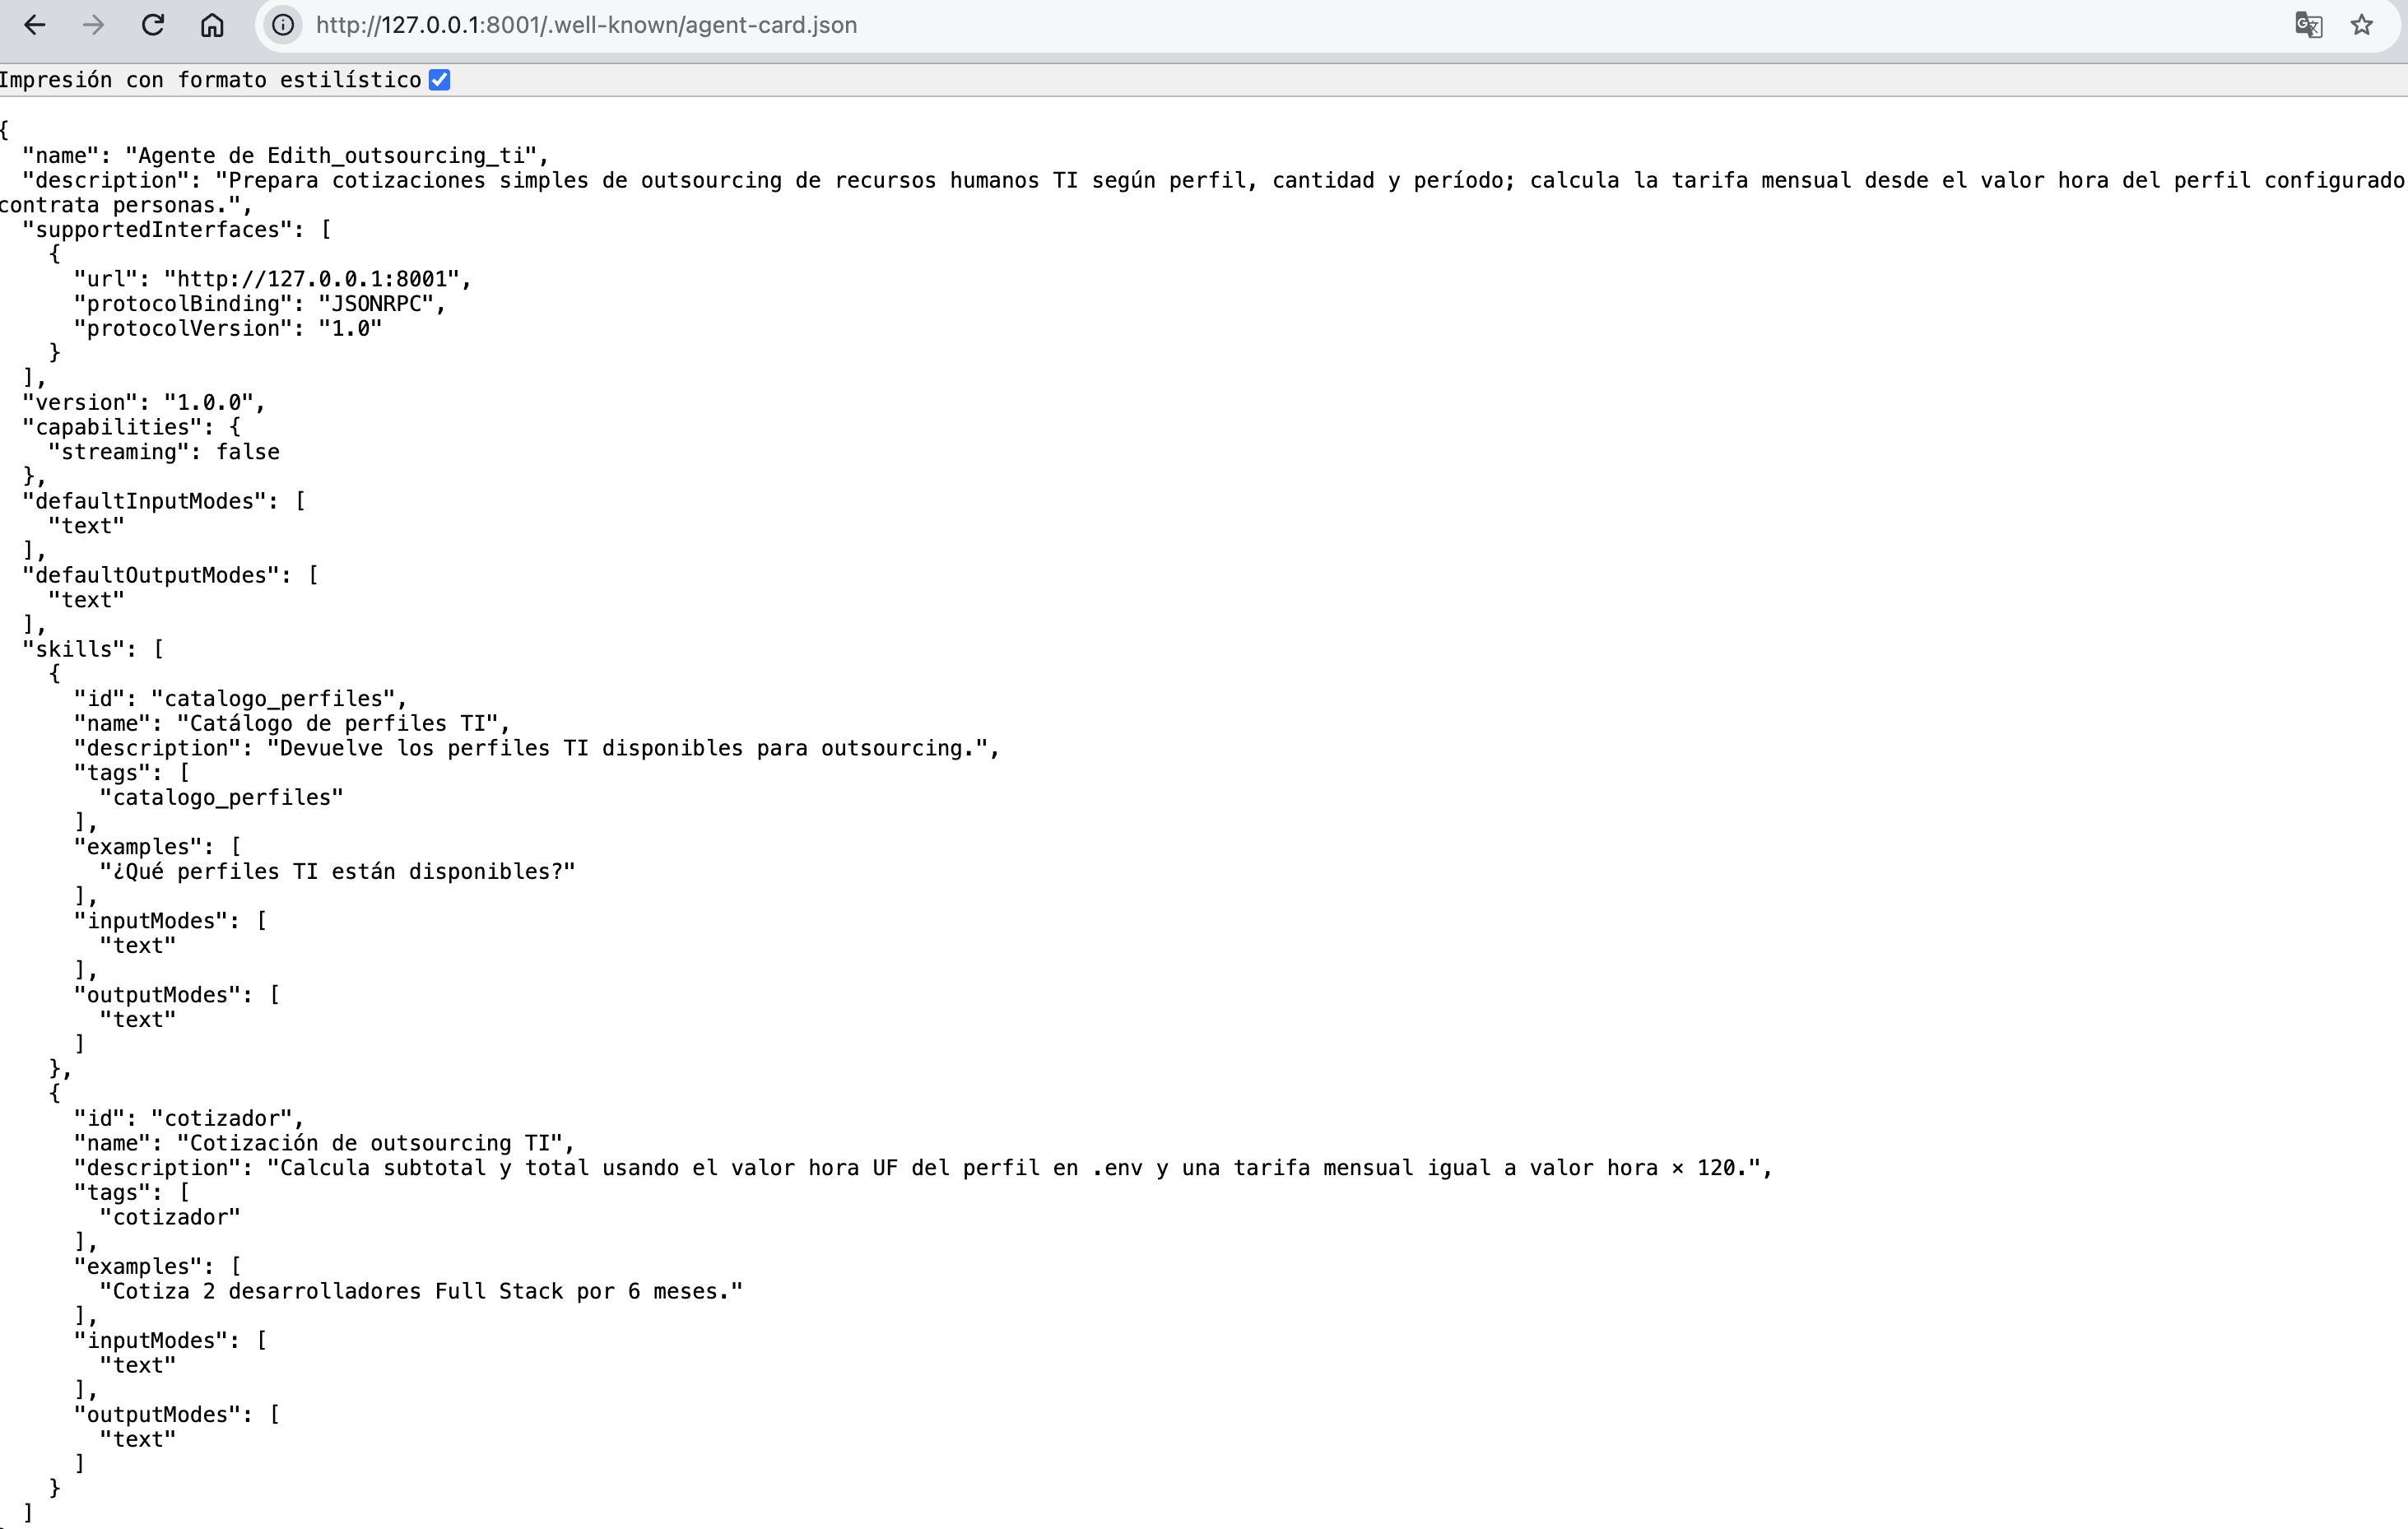 http://127.0.0.1:8001/.well-known/agent-card.json
Impresión con formato estilístico
{
  "name": "Agente de Edith_outsourcing_ti",
  "description": "Prepara cotizaciones simples de outsourcing de recursos humanos TI según perfil, cantidad y período; calcula la tarifa mensual desde el valor hora del perfil configurado
contrata personas.",
  "supportedInterfaces": [
    {
      "url": "http://127.0.0.1:8001",
      "protocolBinding": "JSONRPC",
      "protocolVersion": "1.0"
    }
  ],
  "version": "1.0.0",
  "capabilities": {
    "streaming": false
  },
  "defaultInputModes": [
    "text"
  ],
  "defaultOutputModes": [
    "text"
  ],
  "skills": [
    {
      "id": "catalogo_perfiles",
      "name": "Catálogo de perfiles TI",
      "description": "Devuelve los perfiles TI disponibles para outsourcing.",
      "tags": [
        "catalogo_perfiles"
      ],
      "examples": [
        "¿Qué perfiles TI están disponibles?"
      ],
      "inputModes": [
        "text"
      ],
      "outputModes": [
        "text"
      ]
    },
    {
      "id": "cotizador",
      "name": "Cotización de outsourcing TI",
      "description": "Calcula subtotal y total usando el valor hora UF del perfil en .env y una tarifa mensual igual a valor hora × 120.",
      "tags": [
        "cotizador"
      ],
      "examples": [
        "Cotiza 2 desarrolladores Full Stack por 6 meses."
      ],
      "inputModes": [
        "text"
      ],
      "outputModes": [
        "text"
      ]
    }
  ]